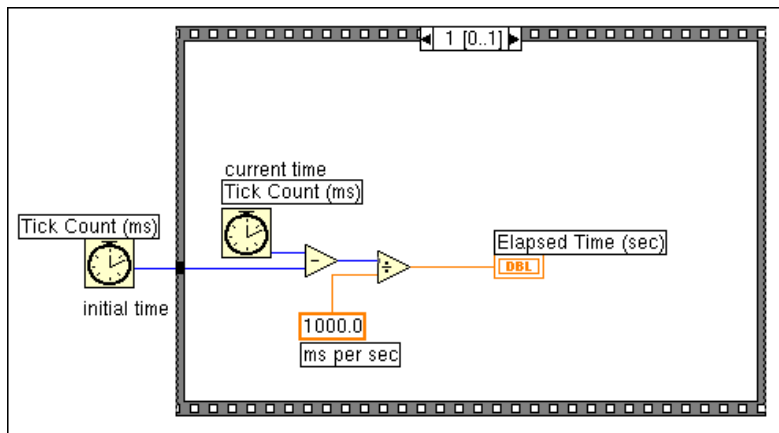 1 [0..1]
current time
Tick Count (ms)
Tick Count (ms)
initial time
Elapsed Time (sec)
DBL
1000.0
ms per sec